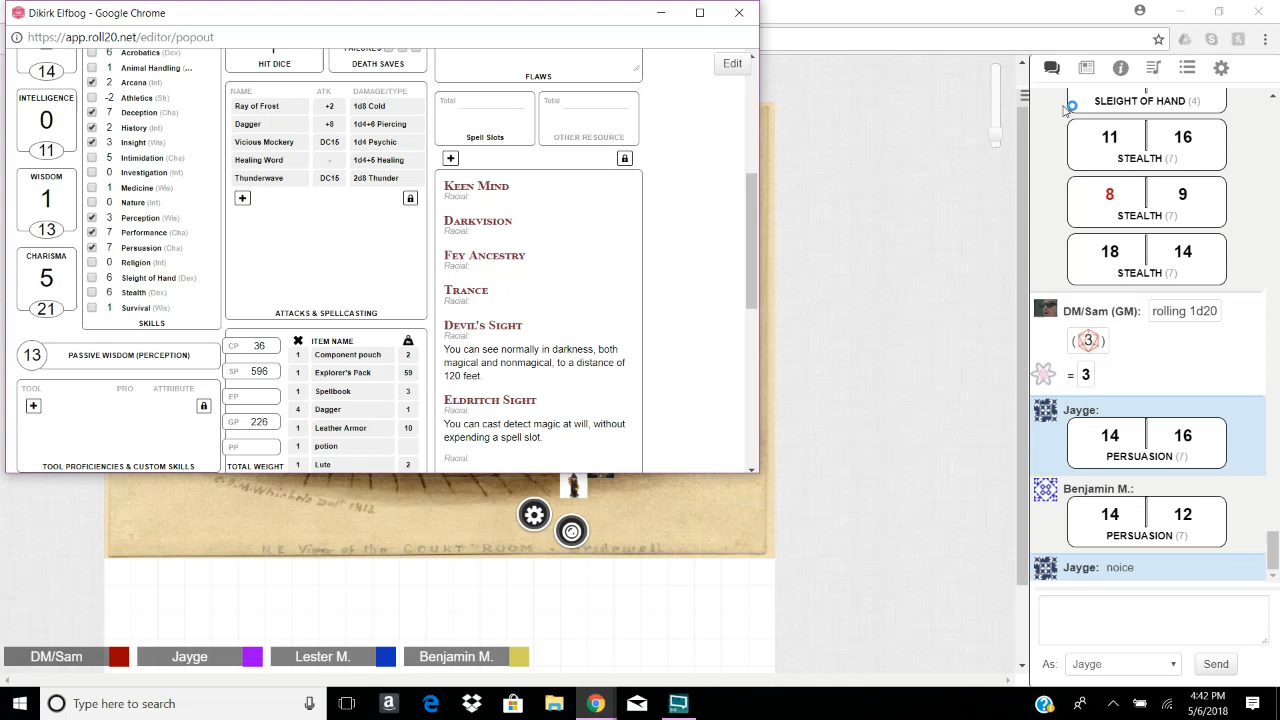 Dikirk Elfbog - Google Chrome
https://app.roll20.net/editor/popout
Edit
14
INTELLIGENCE
0
11
WISDOM
1
13
CHARISMA
5
21
6 Acrobatics (Dex)
1 Animal Handling (...
2 Arcana (Int)
-2 Athletics (Str)
7 Deception (Cha)
2 History (Int)
3 Insight (Wis)
5 Intimidation (Cha)
0 Investigation (Int)
1 Medicine (Wis)
0 Nature (Int)
3 Perception (Wis)
7 Performance (Cha)
7 Persuasion (Cha)
0 Religion (Int)
6 Sleight of Hand (Dex)
6 Stealth (Dex)
1 Survival (Wis)
SKILLS
13 PASSIVE WISDOM (PERCEPTION)
TOOL PRO ATTRIBUTE
TOOL PROFICIENCIES & CUSTOM SKILLS
HIT DICE
FAILURES
DEATH SAVES
NAME ATK DAMAGE/TYPE
Ray of Frost +2 1d8 Cold
Dagger +8 1d4+6 Piercing
Vicious Mockery DC15 1d4 Psychic
Healing Word - 1d4+5 Healing
Thunderwave DC15 2d8 Thunder
ATTACKS & SPELLCASTING
CP 36
SP 596
EP
GP 226
PP
TOTAL WEIGHT
ITEM NAME
1 Component pouch 2
1 Explorer's Pack 59
1 Spellbook 3
4 Dagger 1
1 Leather Armor 10
1 potion
1 Lute 2
FLAWS
Total
Spell Slots
Total
OTHER RESOURCE
KEEN MIND
Racial:
DARKVISION
Racial:
FEY ANCESTRY
Racial:
TRANCE
Racial:
DEVIL'S SIGHT
Racial:
You can see normally in darkness, both
magical and nonmagical, to a distance of
120 feet.
ELDRITCH SIGHT
Racial:
You can cast detect magic at will, without
expending a spell slot.
Racial:
N.E View of the COURT ROOM - Bridewell
DM/Sam
Jayge
Lester M.
Benjamin M.
SLEIGHT OF HAND (4)
11 16
STEALTH (7)
8 9
STEALTH (7)
18 14
STEALTH (7)
DM/Sam (GM): rolling 1d20
(3)
= 3
Jayge:
14 16
PERSUASION (7)
Benjamin M.:
14 12
PERSUASION (7)
Jayge: noice
As: Jayge
Send
Type here to search
4:42 PM
5/6/2018